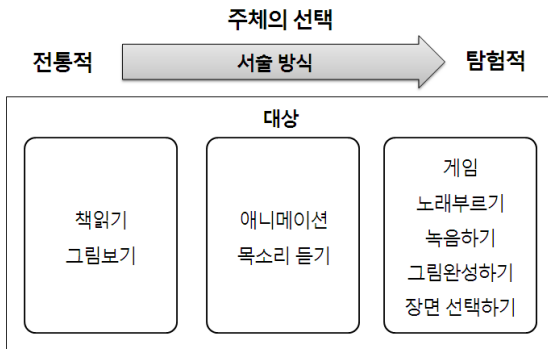 주체의 선택
전통적 서술 방식 탐험적
대상
책읽기
그림보기
애니메이션
목소리 듣기
게임
노래부르기
녹음하기
그림완성하기
장면 선택하기